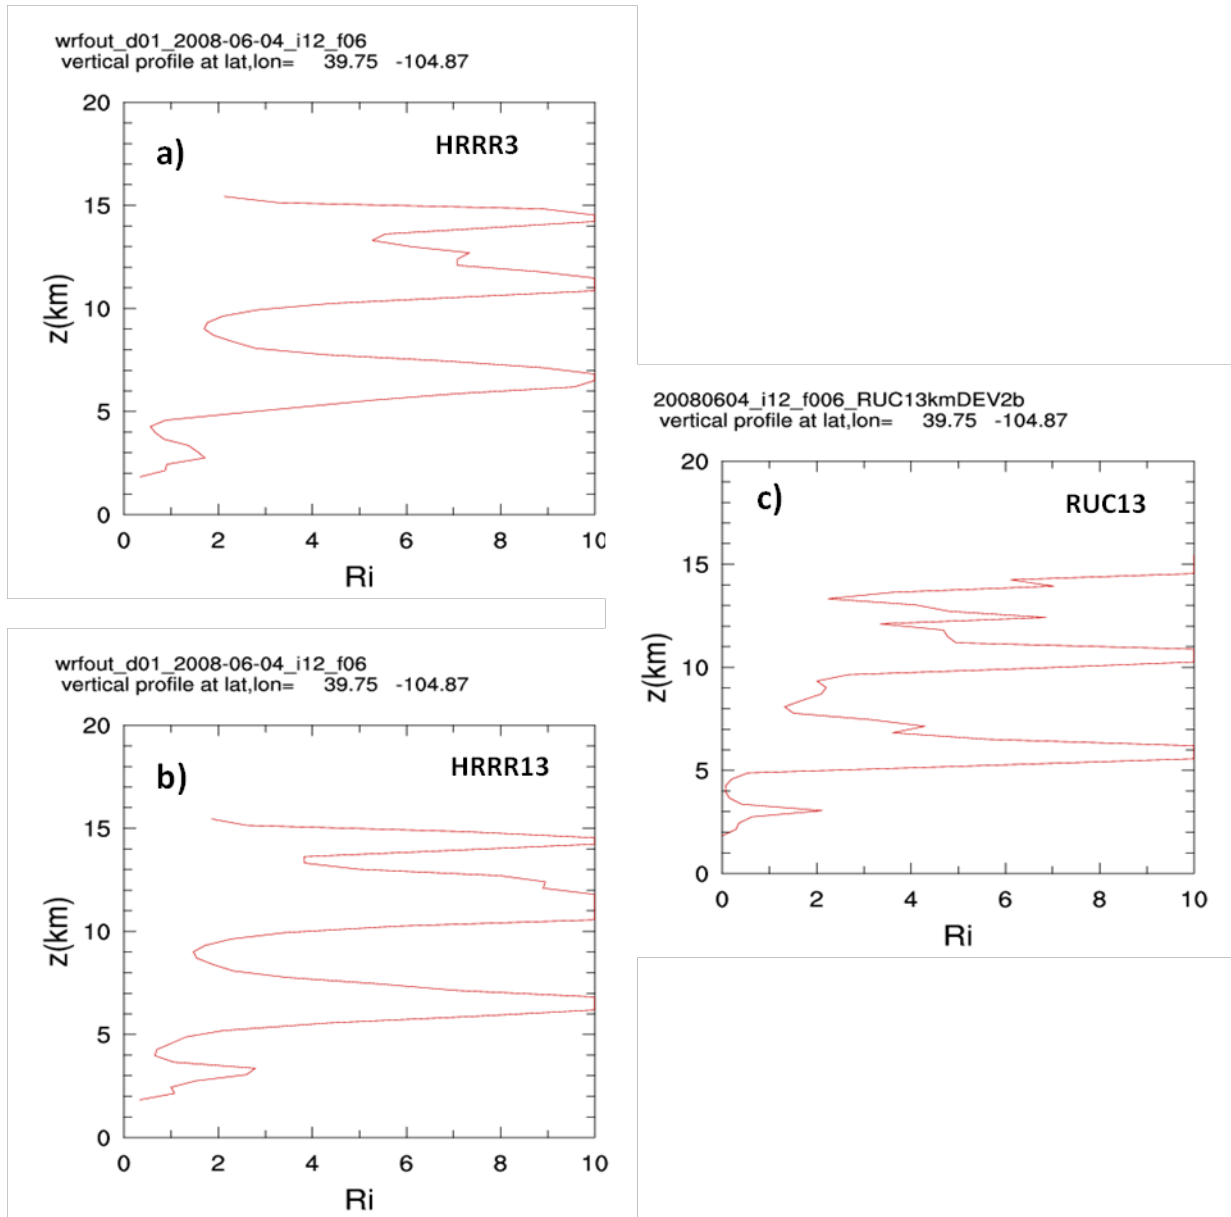 wrfout_d01_2008-06-04_i12_f06
vertical profile at lat,lon= 39.75 -104.87
a)
HRRR3
20
15
10
5
0
z(km)
0 2 4 6 8 10
Ri
wrfout_d01_2008-06-04_i12_f06
vertical profile at lat,lon= 39.75 -104.87
b)
HRRR13
20
15
10
5
0
z(km)
0 2 4 6 8 10
Ri
20080604_i12_f006_RUC13kmDEV2b
vertical profile at lat,lon= 39.75 -104.87
c)
RUC13
20
15
10
5
0
z(km)
0 2 4 6 8 10
Ri